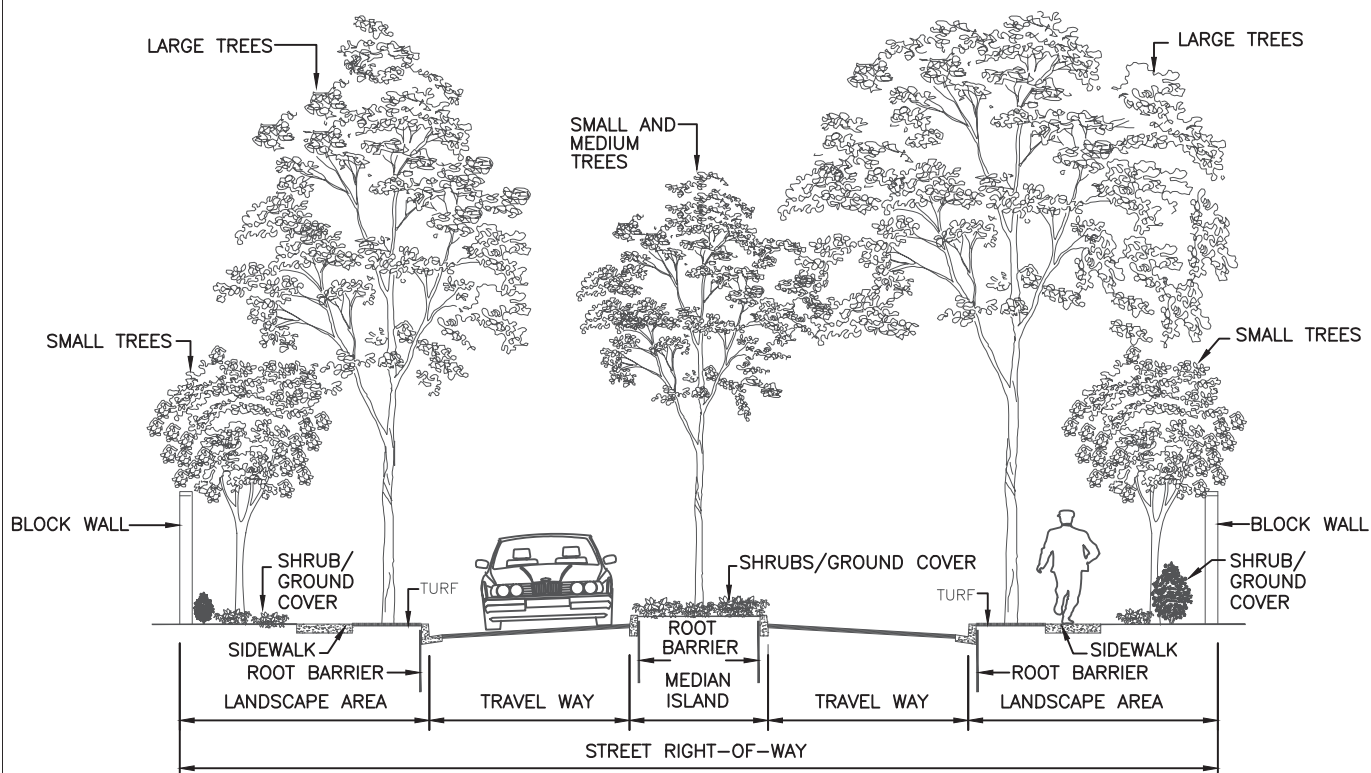 LARGE TREES
LARGE TREES
SMALL AND
MEDIUM
TREES
SMALL TREES
SMALL TREES
BLOCK WALL
BLOCK WALL
SHRUB/
GROUND
COVER
TURF
SHRUBS/GROUND COVER
TURF
SHRUB/
GROUND
COVER
SIDEWALK
ROOT BARRIER
ROOT
BARRIER
SIDEWALK
ROOT BARRIER
LANDSCAPE AREA
TRAVEL WAY
MEDIAN
ISLAND
TRAVEL WAY
LANDSCAPE AREA
STREET RIGHT-OF-WAY